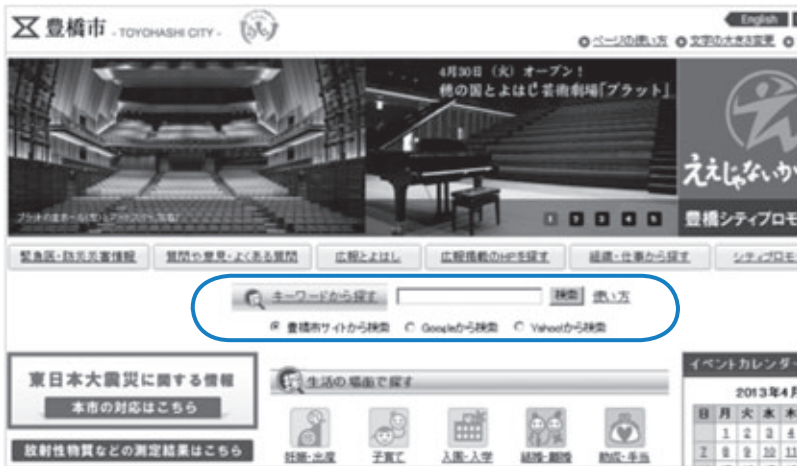 豊橋市 - TOYOHASHI CITY -
English
ページの使い方 文字の大きさ変更
4月30日（火）オープン！
穂の国とよはし芸術劇場「プラット」
ええじゃないか
1 2 3 4 5
豊橋シティプロモ
緊急医・防災災害情報 質問や意見・よくある質問 広報とよはし 広報掲載のHPを探す 組織・仕事から探す シティプロモ
キーワードから探す 検索 使い方
豊橋市サイトから検索 Googleから検索 Yahoo!から検索
東日本大震災に関する情報
本市の対応はこちら
放射性物質などの測定結果はこちら
生活の場面で探す
妊娠・出産 子育て 入園・入学 結婚・離婚 助成・手当
イベントカレンダー
2013年4月
日 月 火 水 木
1 2 3 4
7 8 9 10 11